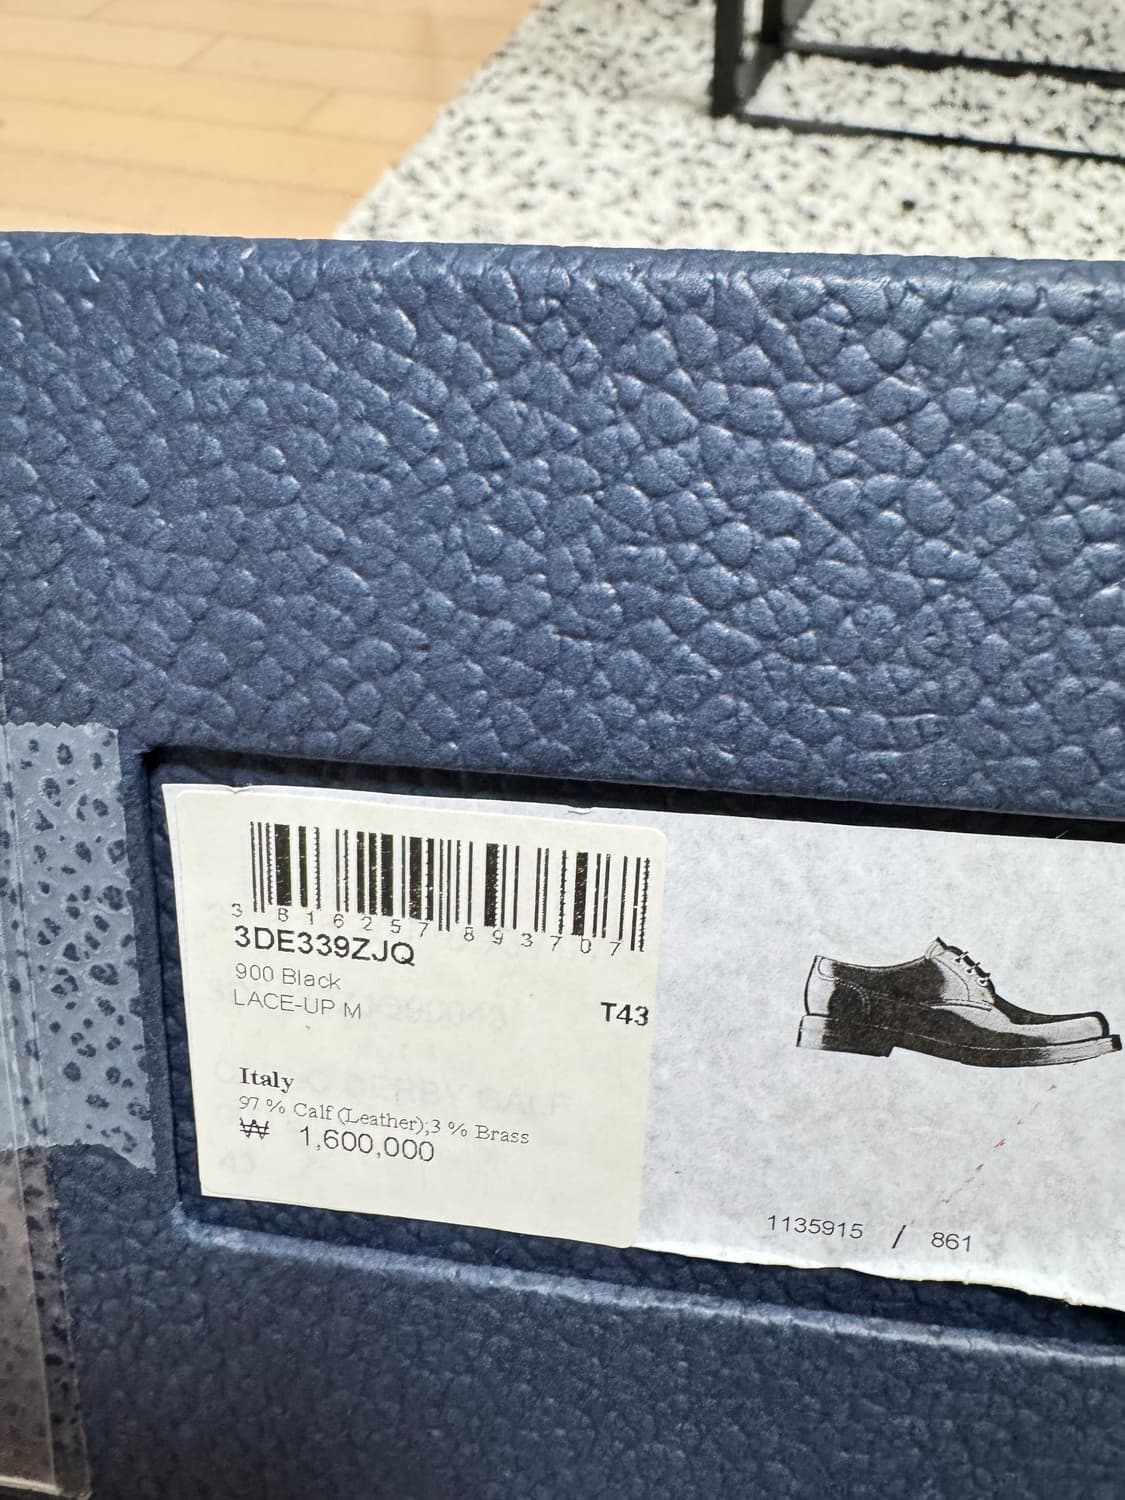 3 616257 893707
3DE339ZJQ
900 Black
LACE-UP M
T43
Italy
97 % Calf (Leather);3 % Brass
₩ 1,600,000
1135915 / 861